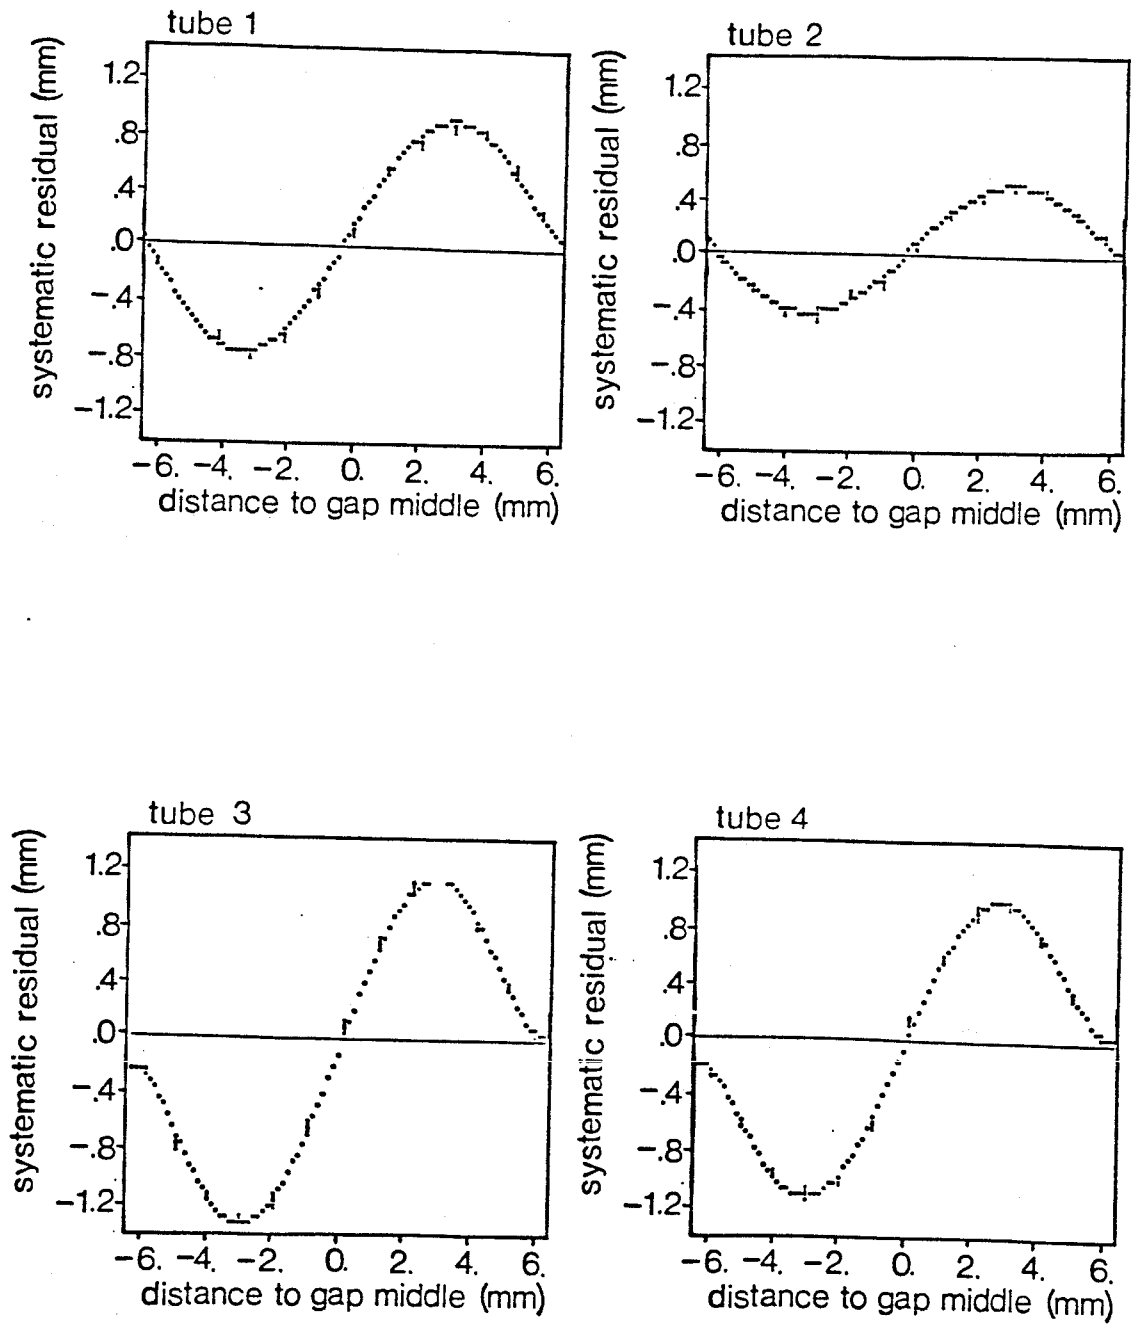 tube 1
systematic residual (mm)
1.2
.8
.4
.0
-.4
-.8
-1.2
-6. -4. -2. 0. 2. 4. 6.
distance to gap middle (mm)
tube 2
systematic residual (mm)
1.2
.8
.4
.0
-.4
-.8
-1.2
-6. -4. -2. 0. 2. 4. 6.
distance to gap middle (mm)
tube 3
systematic residual (mm)
1.2
.8
.4
.0
-.4
-.8
-1.2
-6. -4. -2. 0. 2. 4. 6.
distance to gap middle (mm)
tube 4
systematic residual (mm)
1.2
.8
.4
.0
-.4
-.8
-1.2
-6. -4. -2. 0. 2. 4. 6.
distance to gap middle (mm)